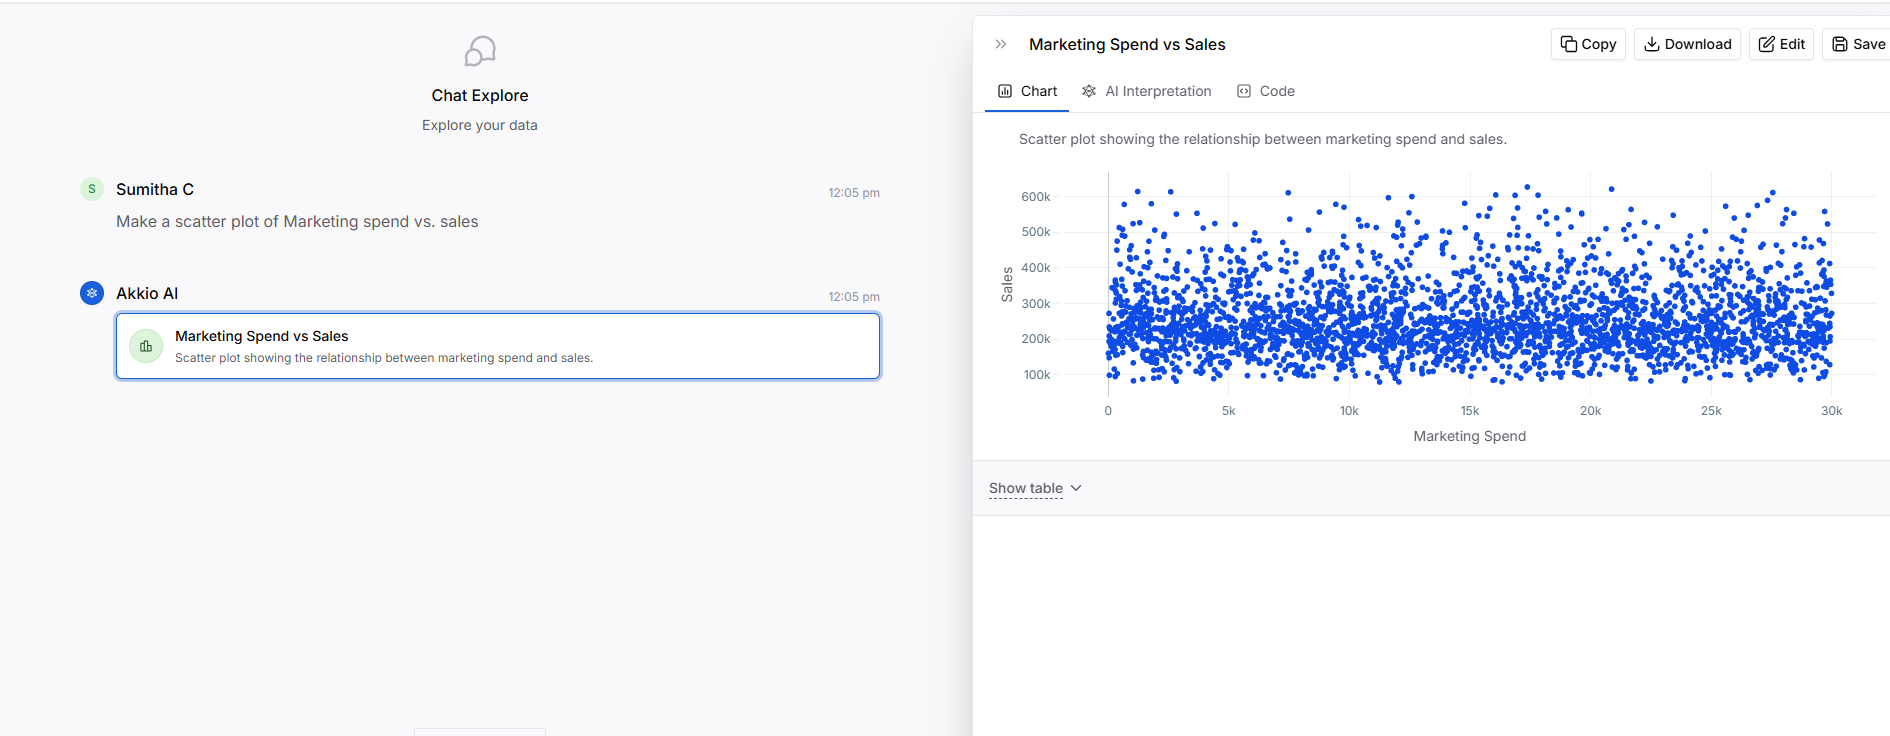 Chat Explore
Explore your data
S
Sumitha C
12:05 pm
Make a scatter plot of Marketing spend vs. sales
Akkio AI
12:05 pm
Marketing Spend vs Sales
Scatter plot showing the relationship between marketing spend and sales.
Marketing Spend vs Sales
Copy
Download
Edit
Save
Chart
AI Interpretation
Code
Scatter plot showing the relationship between marketing spend and sales.
600k
500k
400k
300k
200k
100k
Sales
0
5k
10k
15k
20k
25k
30k
Marketing Spend
Show table